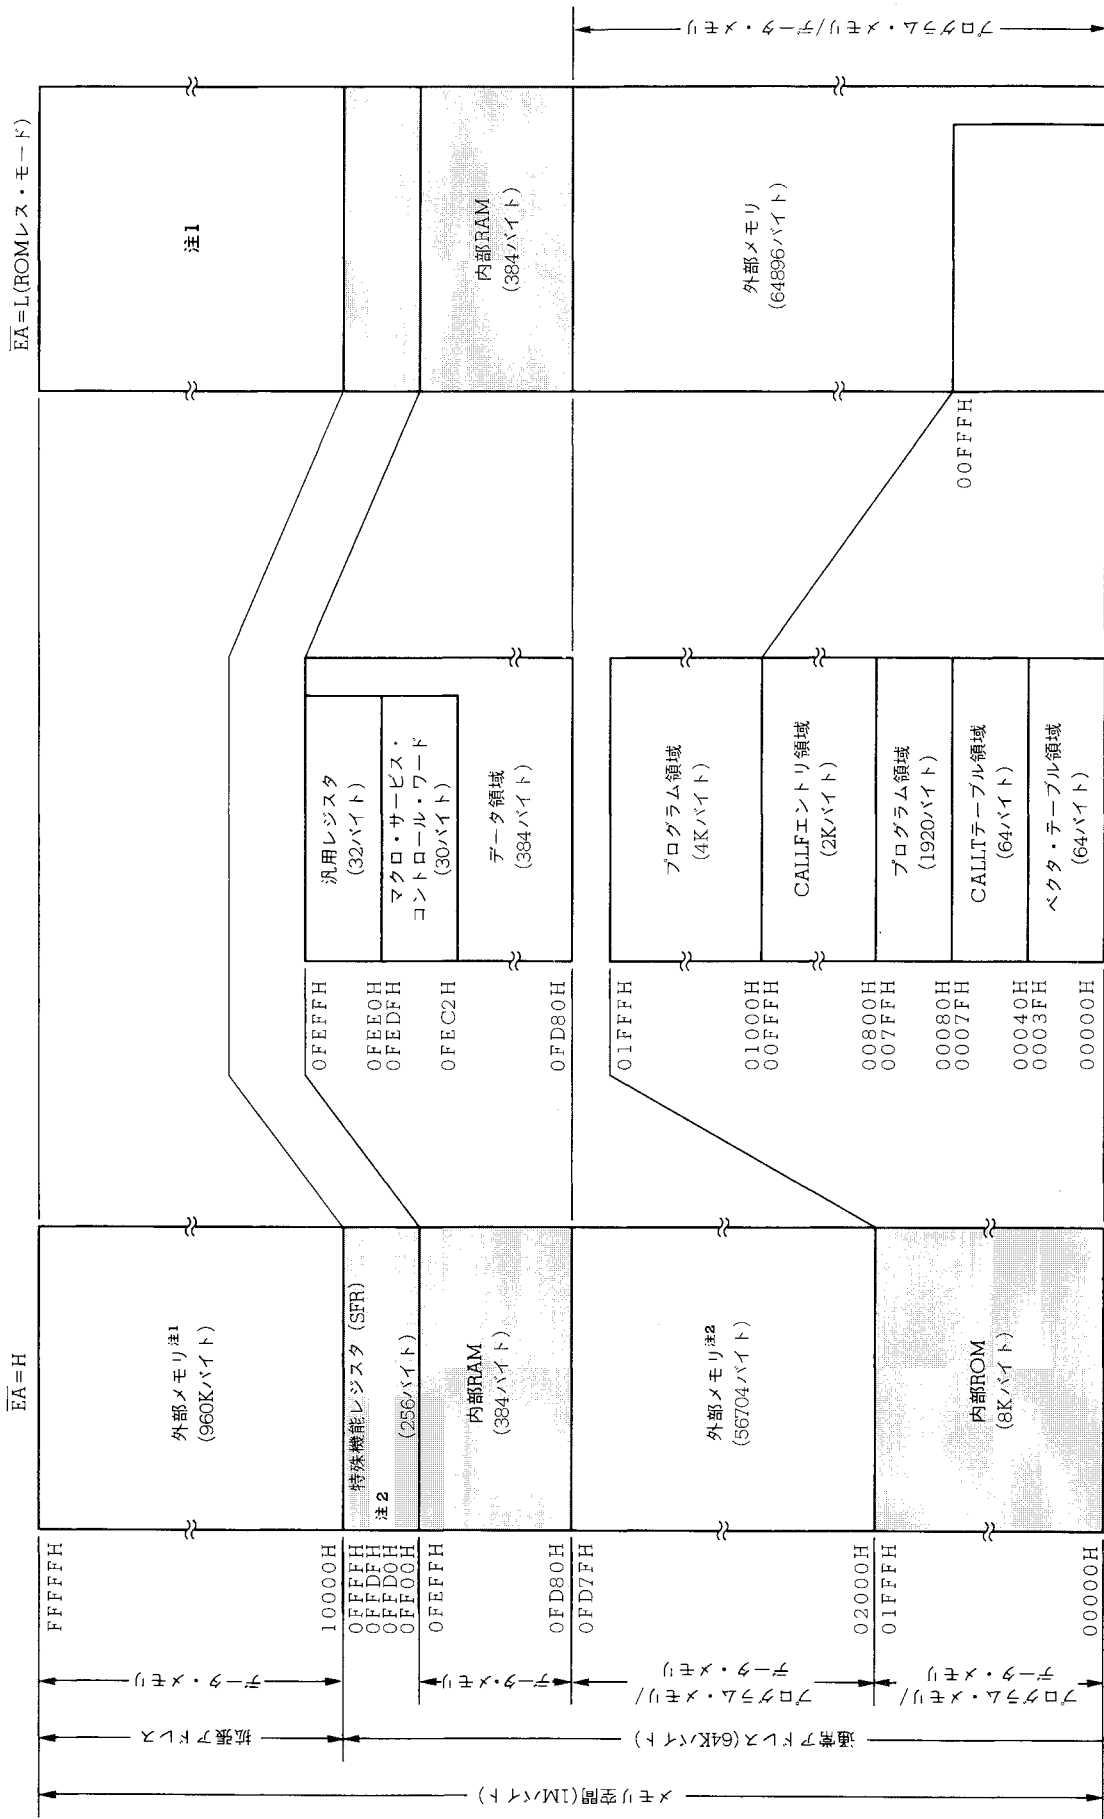 メモリ空間(1Mバイト)
拡張アドレス
通常アドレス(64Kバイト)
データ・メモリ
データ・メモリ
プログラム・メモリ/
データ・メモリ
プログラム・メモリ/
データ・メモリ
EA=H
FFFFFH
10000H
0FFFFH
0FFDFH
0FFD0H
0FF00H
0FEFFH
0FD80H
0FD7FH
02000H
01FFFH
00000H
外部メモリ注1
(960Kバイト)
特殊機能レジスタ(SFR)
注2
(256バイト)
内部RAM
(384バイト)
外部メモリ注2
(56704バイト)
内部ROM
(8Kバイト)
0FEFFH
0FEE0H
0FEDFH
0FEC2H
0FD80H
01FFFH
01000H
00FFFH
00800H
007FFH
00080H
0007FH
00040H
0003FH
00000H
汎用レジスタ
(32バイト)
マクロ・サービス・
コントロール・ワード
(30バイト)
データ領域
(384バイト)
プログラム領域
(4Kバイト)
CALLFエントリ領域
(2Kバイト)
プログラム領域
(1920バイト)
CALLTテーブル領域
(64バイト)
ベクタ・テーブル領域
(64バイト)
EA=L(ROMレス・モード)
注1
内部RAM
(384バイト)
外部メモリ
(64896バイト)
00FFFH
プログラム・メモリ/データ・メモリ